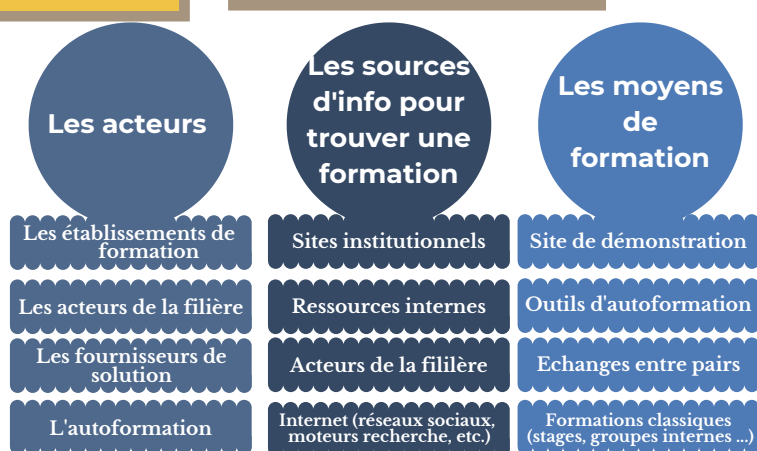 Les acteurs
Les établissements de
formation
Les acteurs de la filière
Les fournisseurs de
solution
L'autoformation
Les sources
d'info pour
trouver une
formation
Sites institutionnels
Ressources internes
Acteurs de la fililère
Internet (réseaux sociaux,
moteurs recherche, etc.)
Les moyens
de
formation
Site de démonstration
Outils d'autoformation
Echanges entre pairs
Formations classiques
(stages, groupes internes ...)